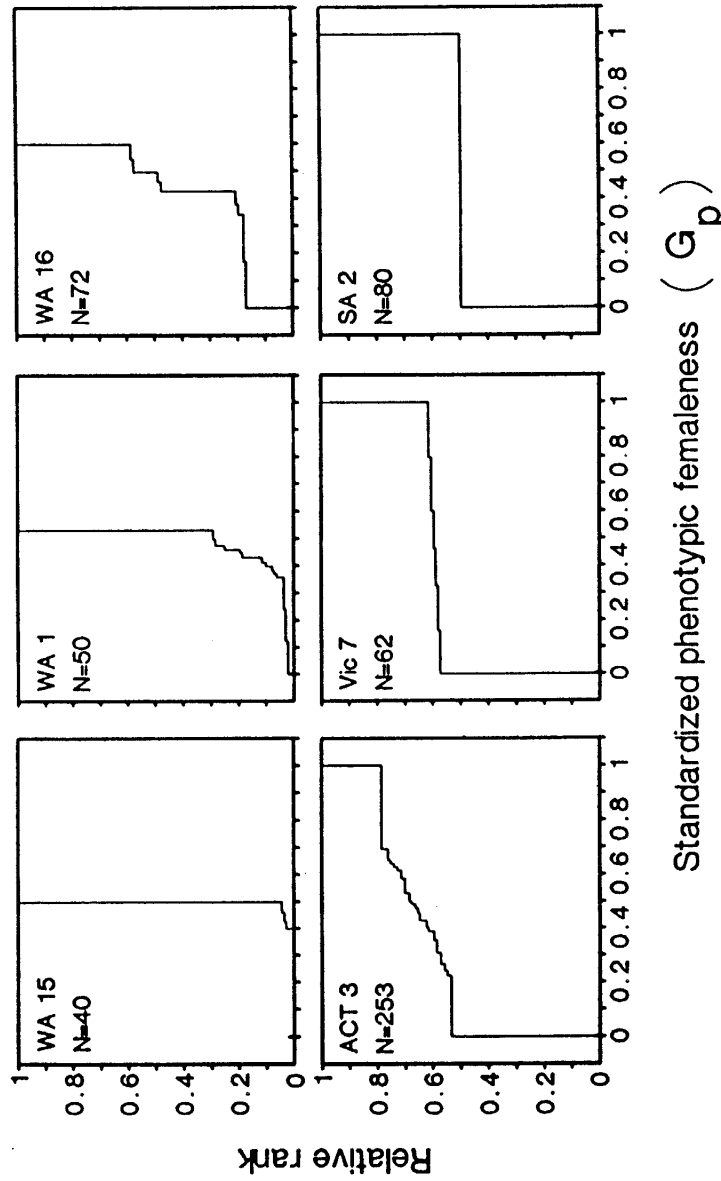 Relative rank
1
0.8
0.6
0.4
0.2
0
WA 15
N=40
WA 1
N=50
WA 16
N=72
1
0.8
0.6
0.4
0.2
0
ACT 3
N=253
Vic 7
N=62
SA 2
N=80
0 0.2 0.4 0.6 0.8 1
0 0.2 0.4 0.6 0.8 1
0 0.2 0.4 0.6 0.8 1
Standardized phenotypic femaleness ( Gp )